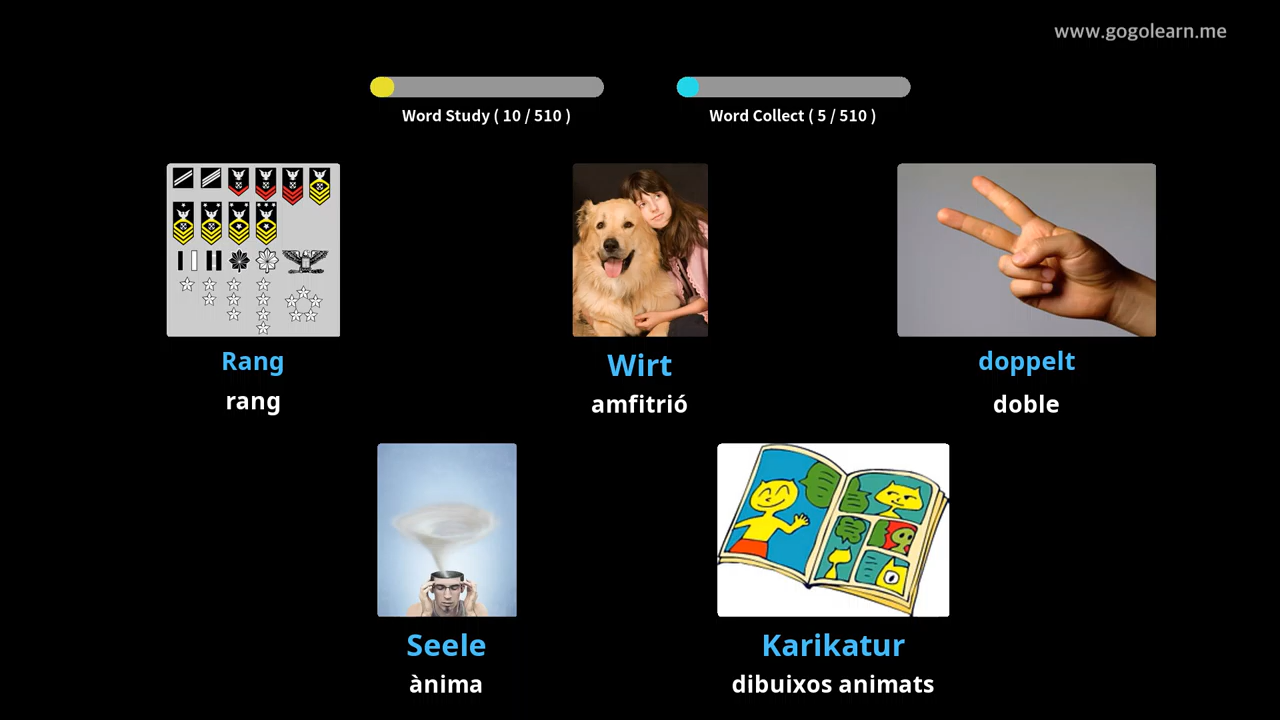 www.gogolearn.me
Word Study ( 10 / 510 )
Word Collect ( 5 / 510 )
Rang
rang
Wirt
amfitrió
doppelt
doble
Seele
ànima
Karikatur
dibuixos animats